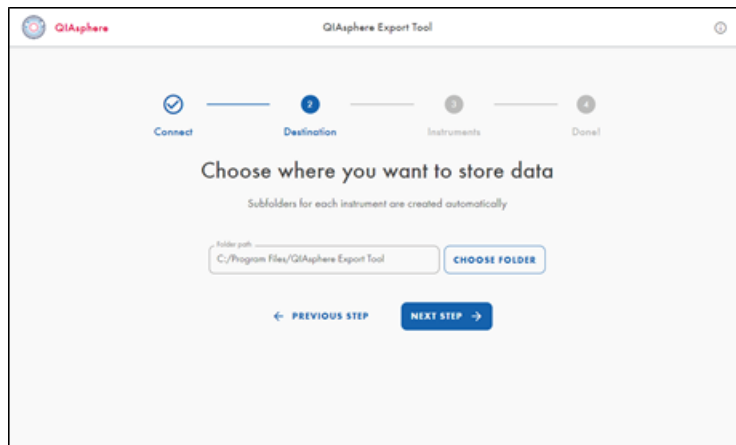 QIAsphere
QIAsphere Export Tool
2
3
4
Connect
Destination
Instruments
Done!
Choose where you want to store data
Subfolders for each instrument are created automatically
Folder path
C:/Program Files/QIAsphere Export Tool
CHOOSE FOLDER
← PREVIOUS STEP
NEXT STEP →